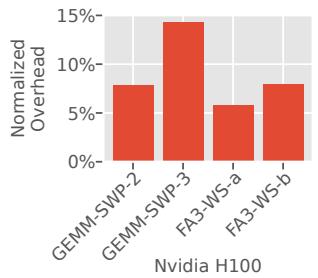 Normalized
Overhead
15%
10%
5%
0%
GEMM-SWP-2
GEMM-SWP-3
FA3-WS-a
FA3-WS-b
Nvidia H100